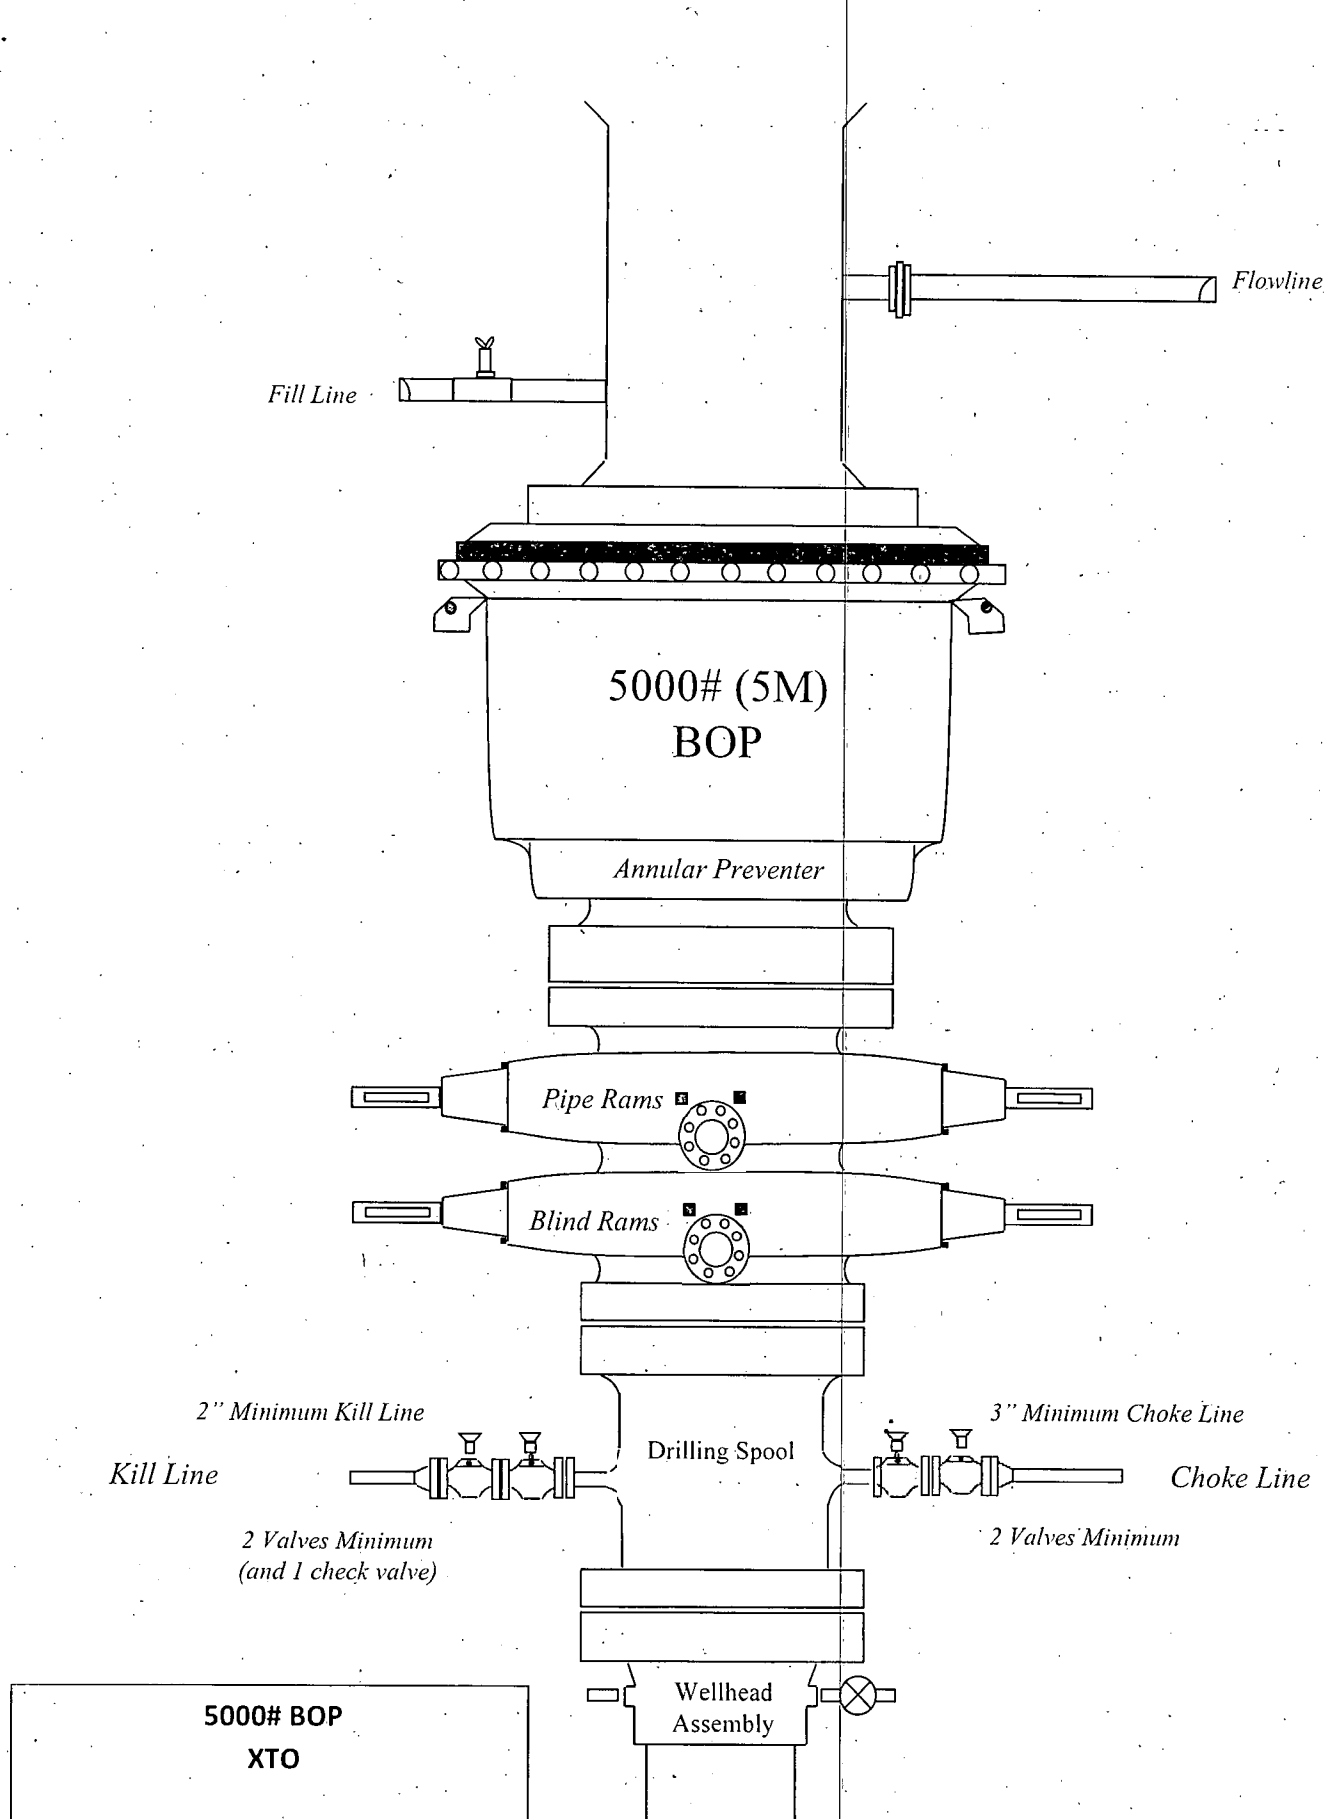 Flowline
Fill Line
5000# (5M)
BOP
Annular Preventer
Pipe Rams
Blind Rams
2” Minimum Kill Line
3” Minimum Choke Line
Drilling Spool
Kill Line
Choke Line
2 Valves Minimum
(and 1 check valve)
2 Valves Minimum
Wellhead
Assembly
5000# BOP
XTO